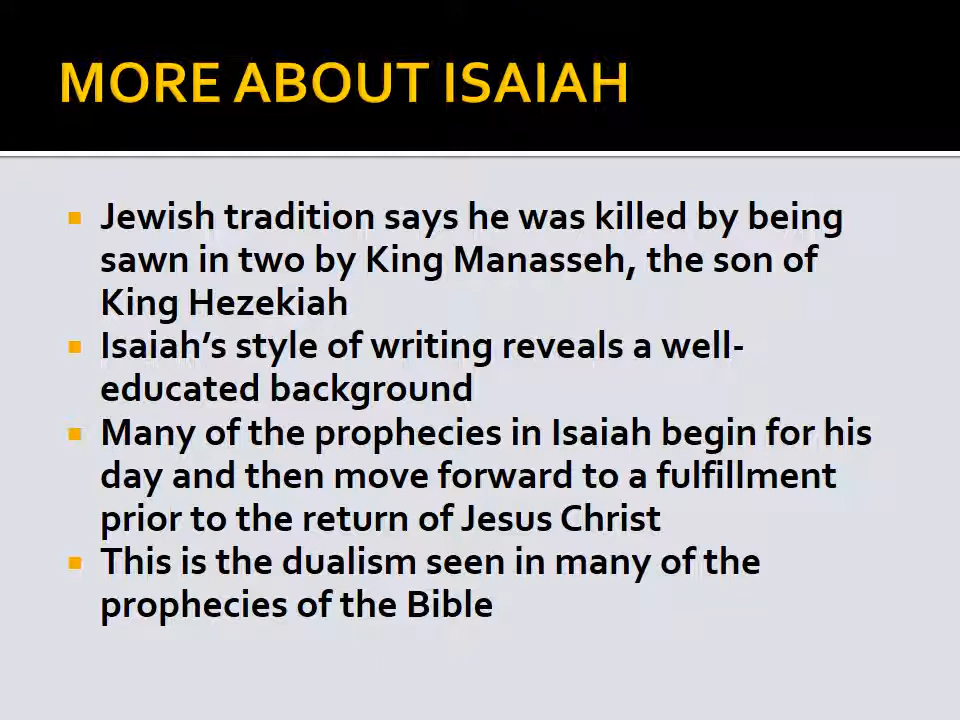 MORE ABOUT ISAIAH
Jewish tradition says he was killed by being
sawn in two by King Manasseh, the son of
King Hezekiah
Isaiah’s style of writing reveals a well-
educated background
Many of the prophecies in Isaiah begin for his
day and then move forward to a fulfillment
prior to the return of Jesus Christ
This is the dualism seen in many of the
prophecies of the Bible